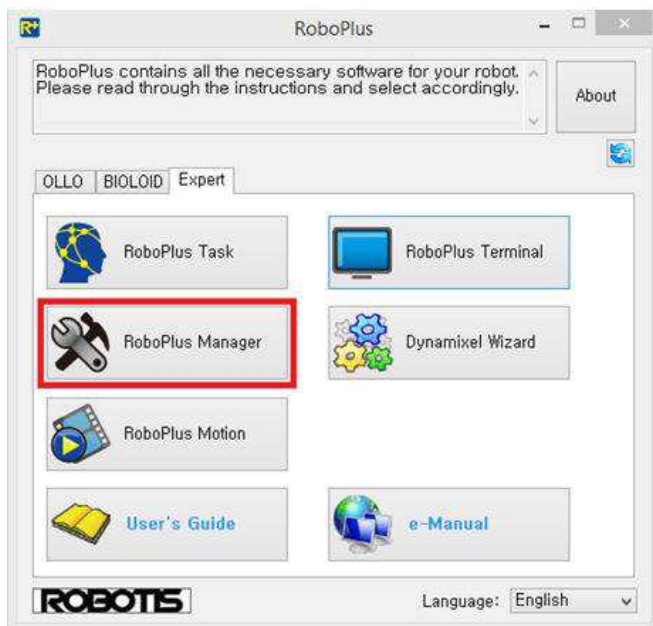 R+ RoboPlus
RoboPlus contains all the necessary software for your robot.
Please read through the instructions and select accordingly.
About
OLLO BIOLOID Expert
RoboPlus Task RoboPlus Terminal
RoboPlus Manager Dynamixel Wizard
RoboPlus Motion
User's Guide e-Manual
ROBOTIS Language: English